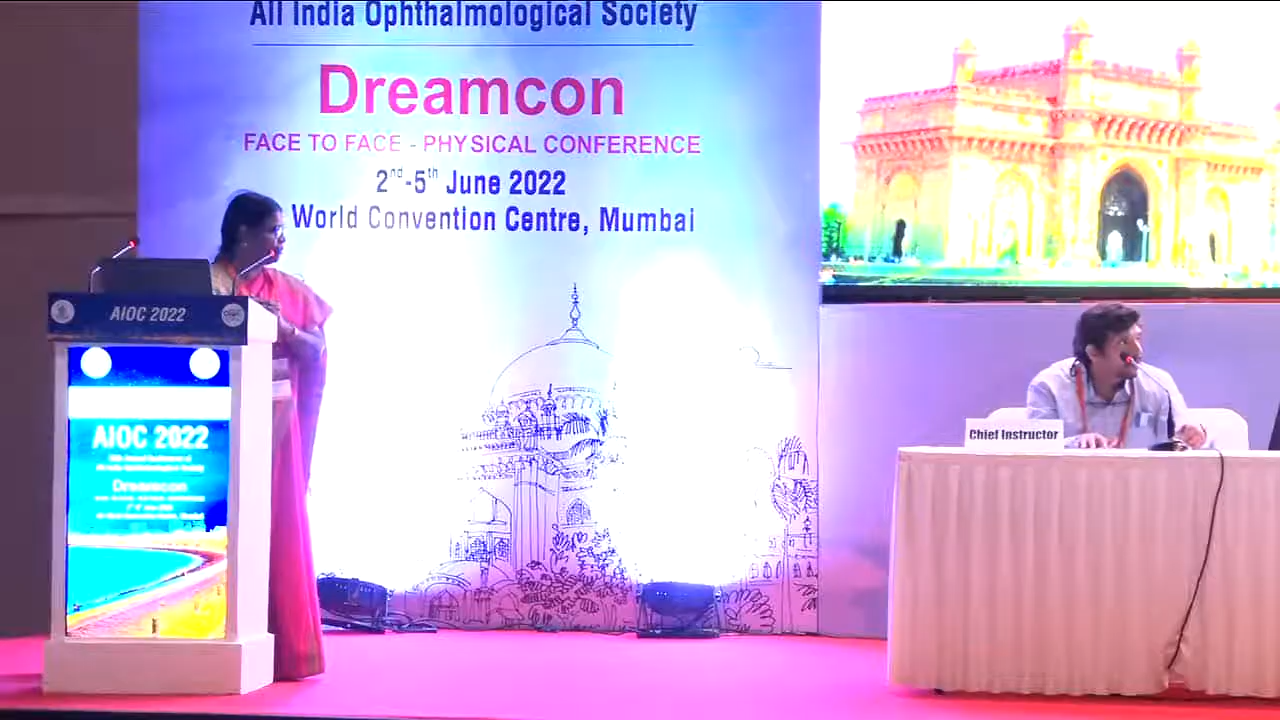 All India Ophthalmological Society
Dreamcon
FACE TO FACE - PHYSICAL CONFERENCE
2nd-5th June 2022
World Convention Centre, Mumbai
AIOC 2022
AIOC 2022
Dreamcon
Chief Instructor